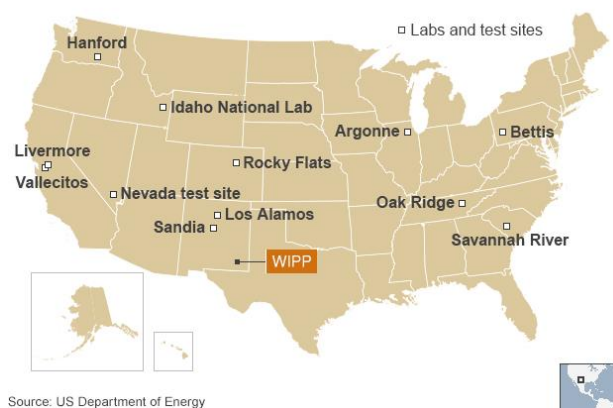 Labs and test sites
Hanford
Idaho National Lab
Argonne
Bettis
Livermore
Vallecitos
Rocky Flats
Nevada test site
Oak Ridge
Los Alamos
Sandia
Savannah River
WIPP
Source: US Department of Energy